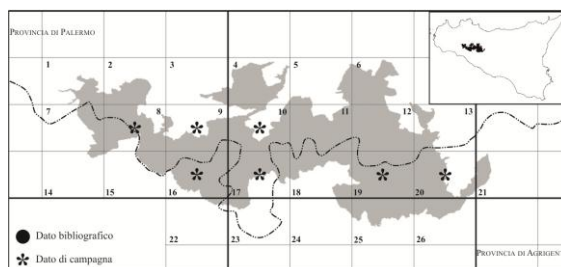 PROVINCIA DI PALERMO
1 2 3 4 5 6
7 8 9 10 11 12 13
14 15 16 17 18 19 20 21
Dato bibliografico
Dato di campagna
22 23 24 25 26
PROVINCIA DI AGRIGENT